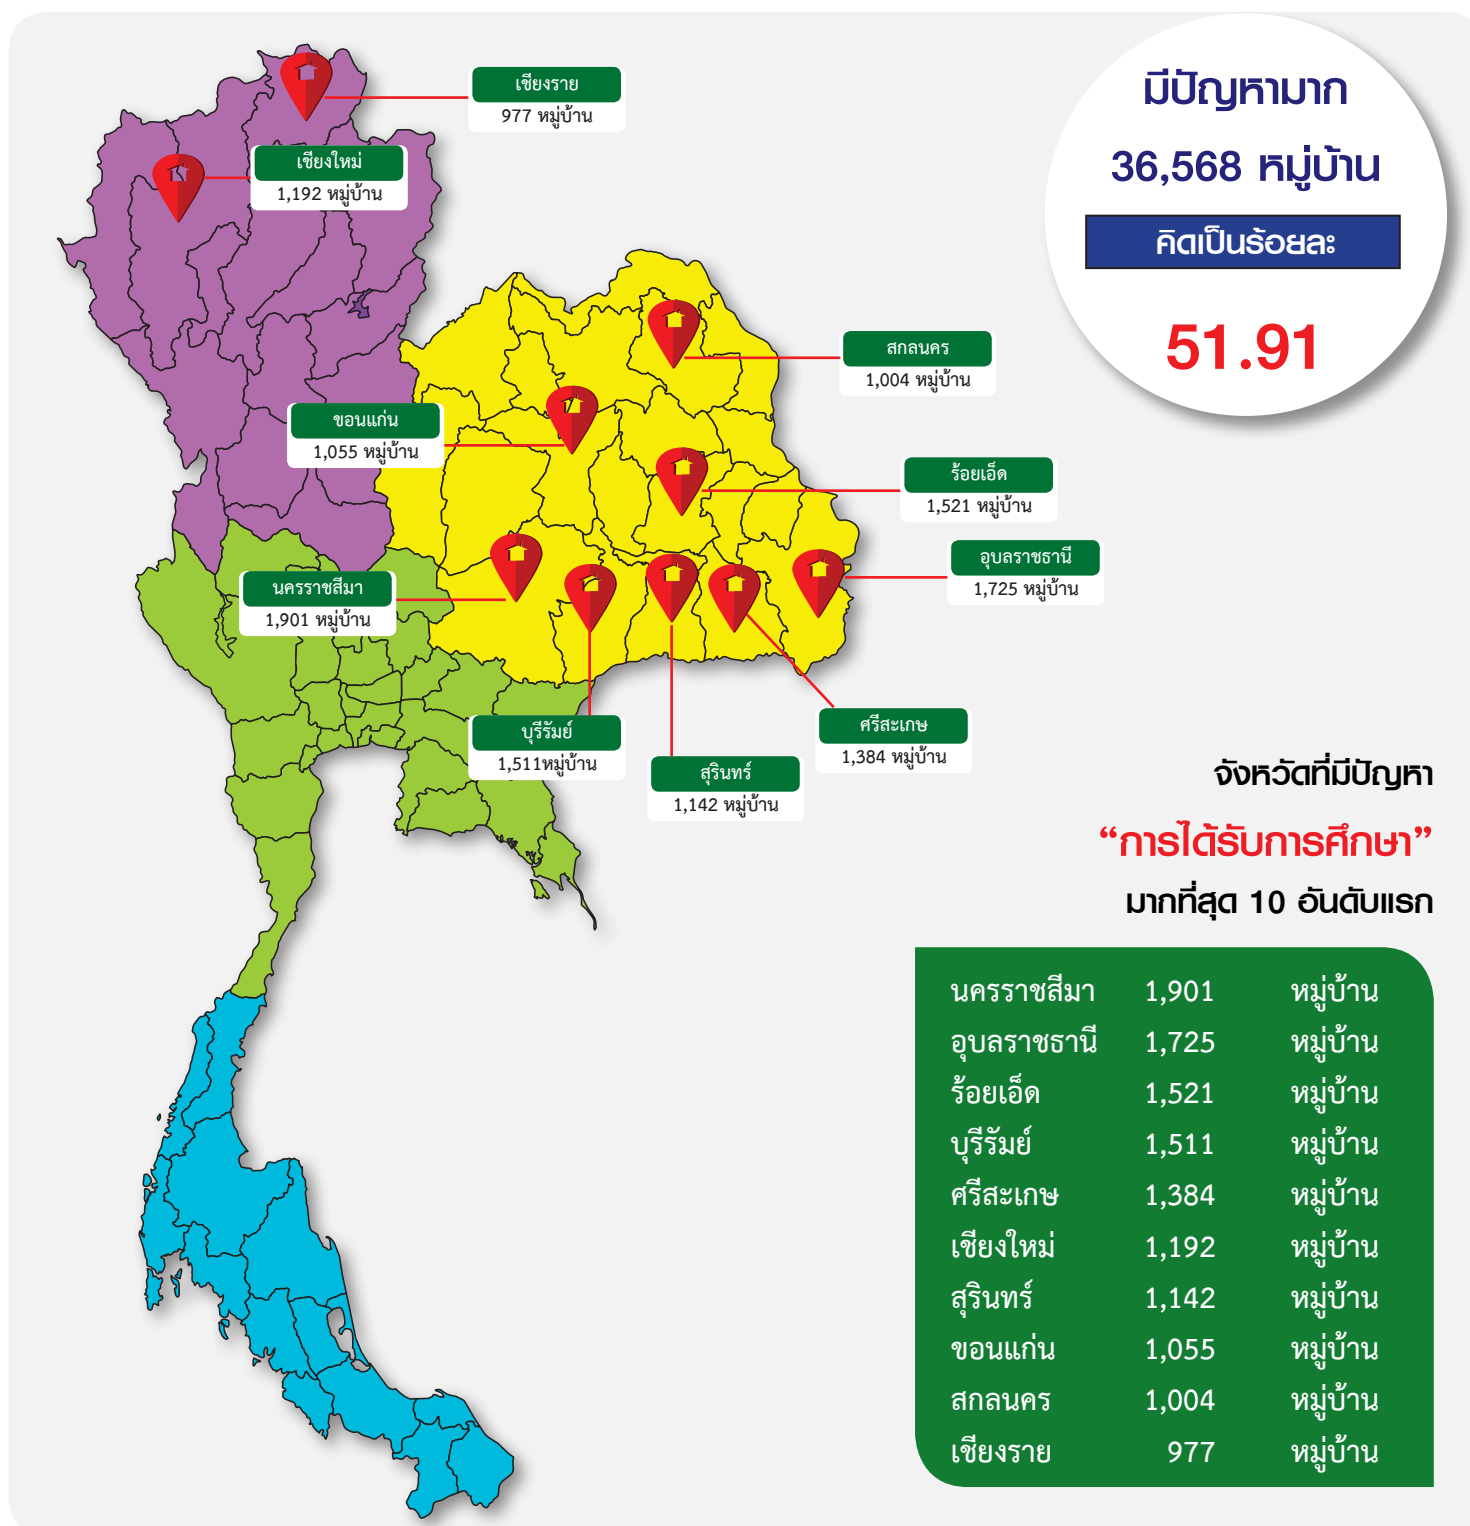 เชียงราย
977 หมู่บ้าน
เชียงใหม่
1,192 หมู่บ้าน
มีปัญหามาก
36,568 หมู่บ้าน
คิดเป็นร้อยละ
51.91
สกลนคร
1,004 หมู่บ้าน
ขอนแก่น
1,055 หมู่บ้าน
ร้อยเอ็ด
1,521 หมู่บ้าน
อุบลราชธานี
1,725 หมู่บ้าน
นครราชสีมา
1,901 หมู่บ้าน
บุรีรัมย์
1,511หมู่บ้าน
สุรินทร์
1,142 หมู่บ้าน
ศรีสะเกษ
1,384 หมู่บ้าน
จังหวัดที่มีปัญหา
“การได้รับการศึกษา”
มากที่สุด 10 อันดับแรก
นครราชสีมา 1,901 หมู่บ้าน
อุบลราชธานี 1,725 หมู่บ้าน
ร้อยเอ็ด 1,521 หมู่บ้าน
บุรีรัมย์ 1,511 หมู่บ้าน
ศรีสะเกษ 1,384 หมู่บ้าน
เชียงใหม่ 1,192 หมู่บ้าน
สุรินทร์ 1,142 หมู่บ้าน
ขอนแก่น 1,055 หมู่บ้าน
สกลนคร 1,004 หมู่บ้าน
เชียงราย 977 หมู่บ้าน